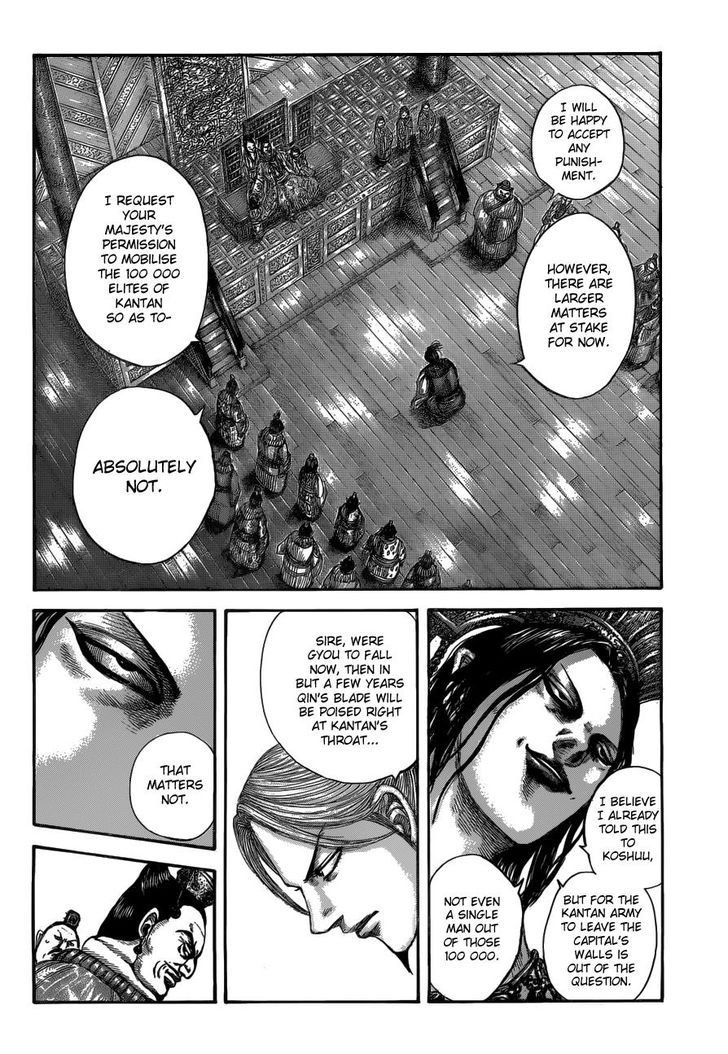 I WILL
BE HAPPY
TO ACCEPT
ANY
PUNISH-
MENT.
HOWEVER,
THERE ARE
LARGER
MATTERS
AT STAKE
FOR NOW.
I REQUEST
YOUR
MAJESTY'S
PERMISSION
TO MOBILISE
THE 100 000
ELITES OF
KANTAN
SO AS TO-
ABSOLUTELY
NOT.
I BELIEVE
I ALREADY
TOLD THIS
TO
KOSHUU,
BUT FOR THE
KANTAN ARMY
TO LEAVE THE
CAPITAL'S
WALLS IS
OUT OF THE
QUESTION.
NOT EVEN
A SINGLE
MAN OUT
OF THOSE
100 000.
SIRE, WERE
GYOU TO FALL
NOW, THEN IN
BUT A FEW YEARS
QIN'S BLADE WILL
BE POISED RIGHT
AT KANTAN'S
THROAT...
THAT
MATTERS
NOT.